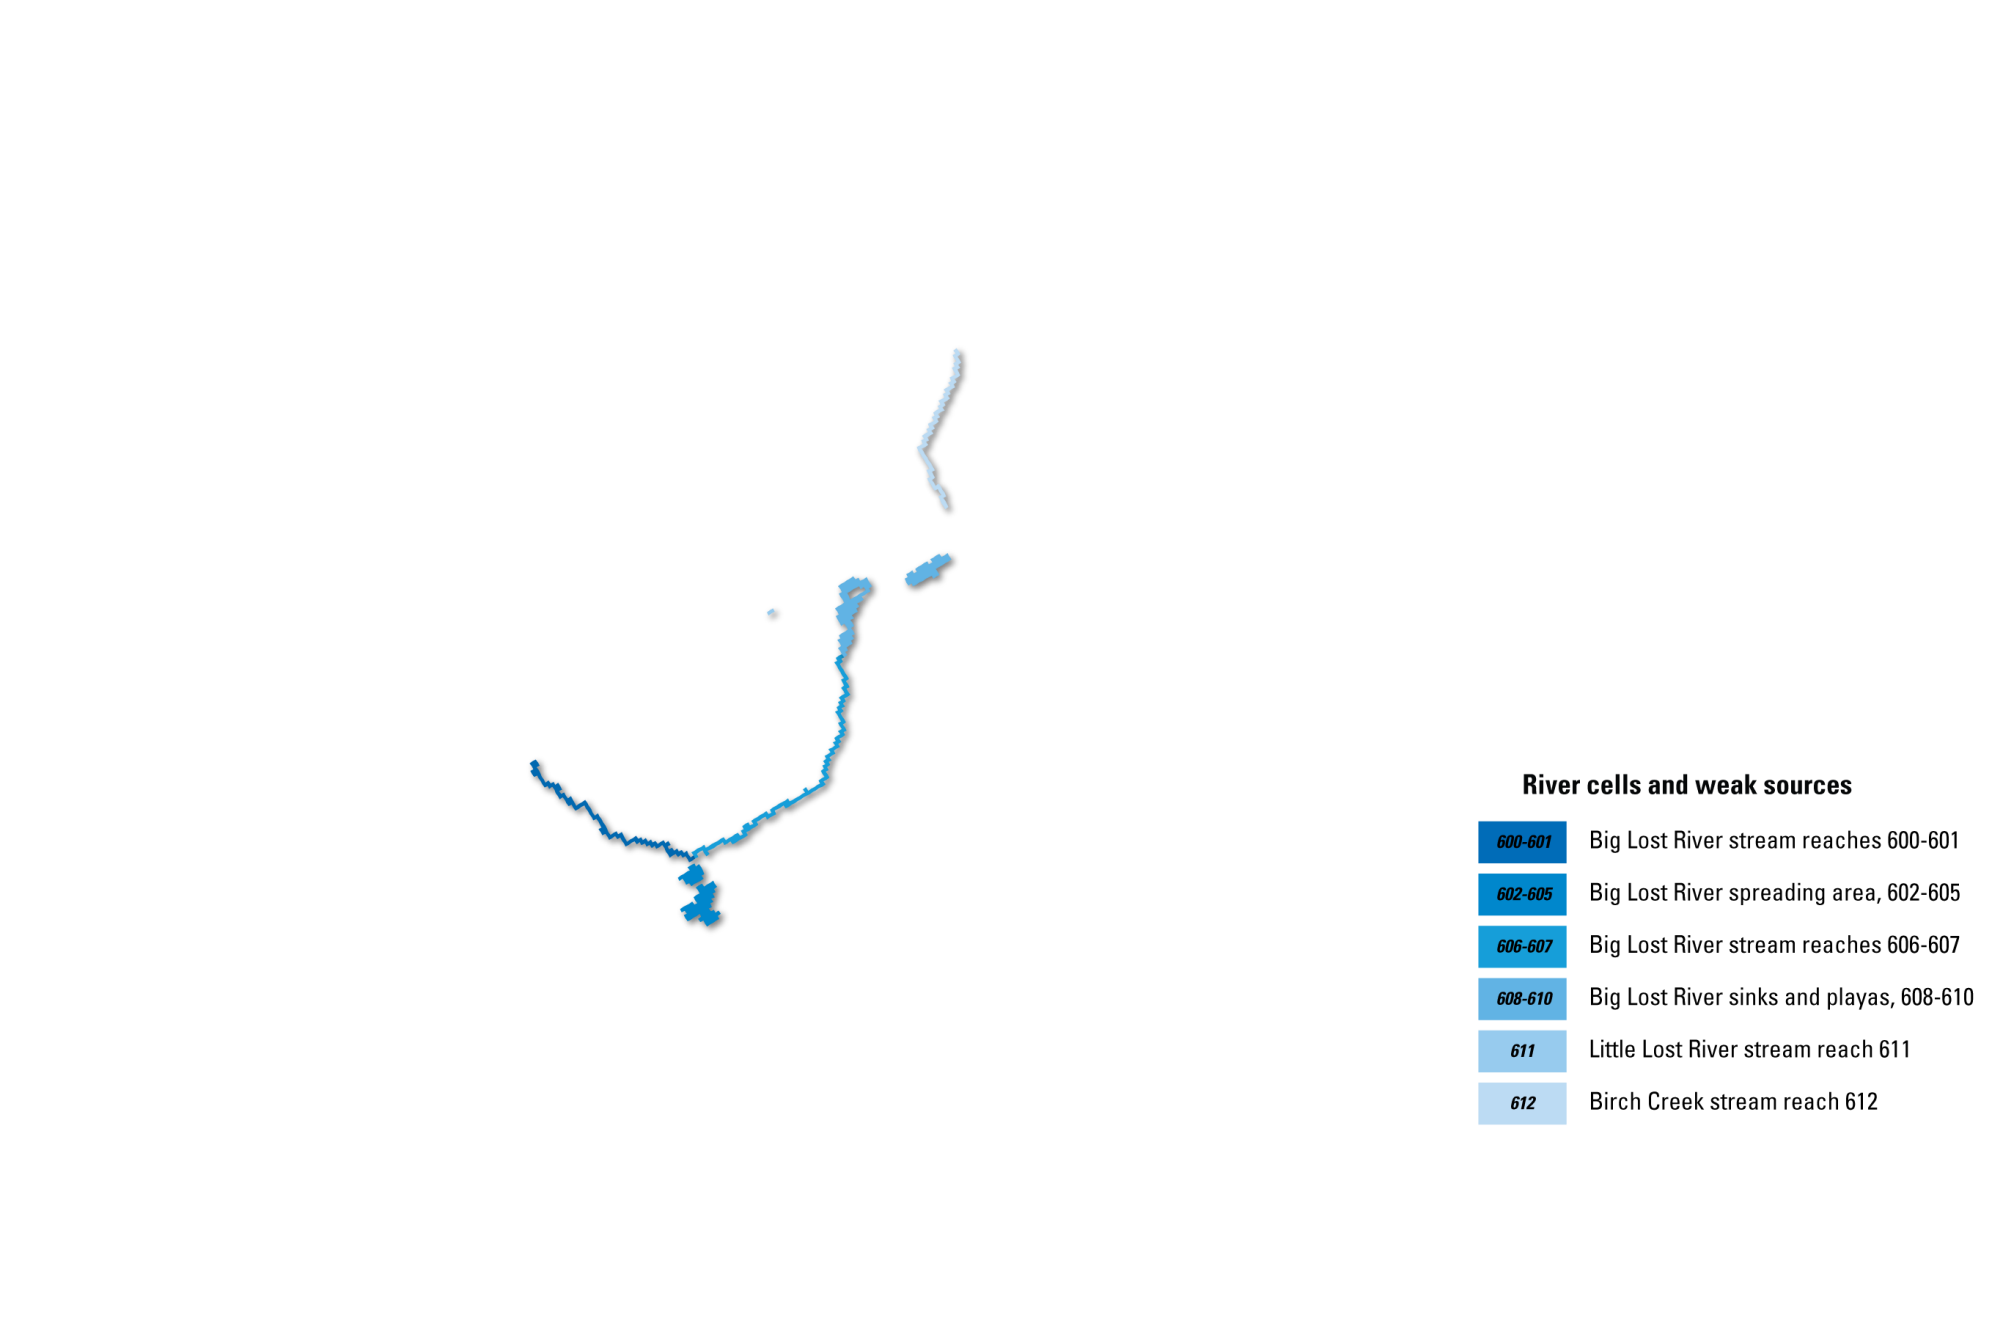 River cells and weak sources
600-601 Big Lost River stream reaches 600-601
602-605 Big Lost River spreading area, 602-605
606-607 Big Lost River stream reaches 606-607
608-610 Big Lost River sinks and playas, 608-610
611 Little Lost River stream reach 611
612 Birch Creek stream reach 612